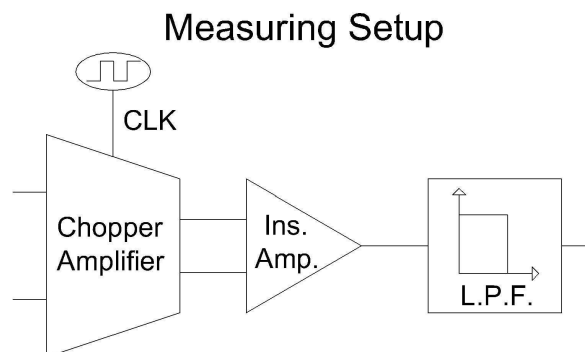 Measuring Setup
CLK
Chopper
Amplifier
Ins.
Amp.
L.P.F.